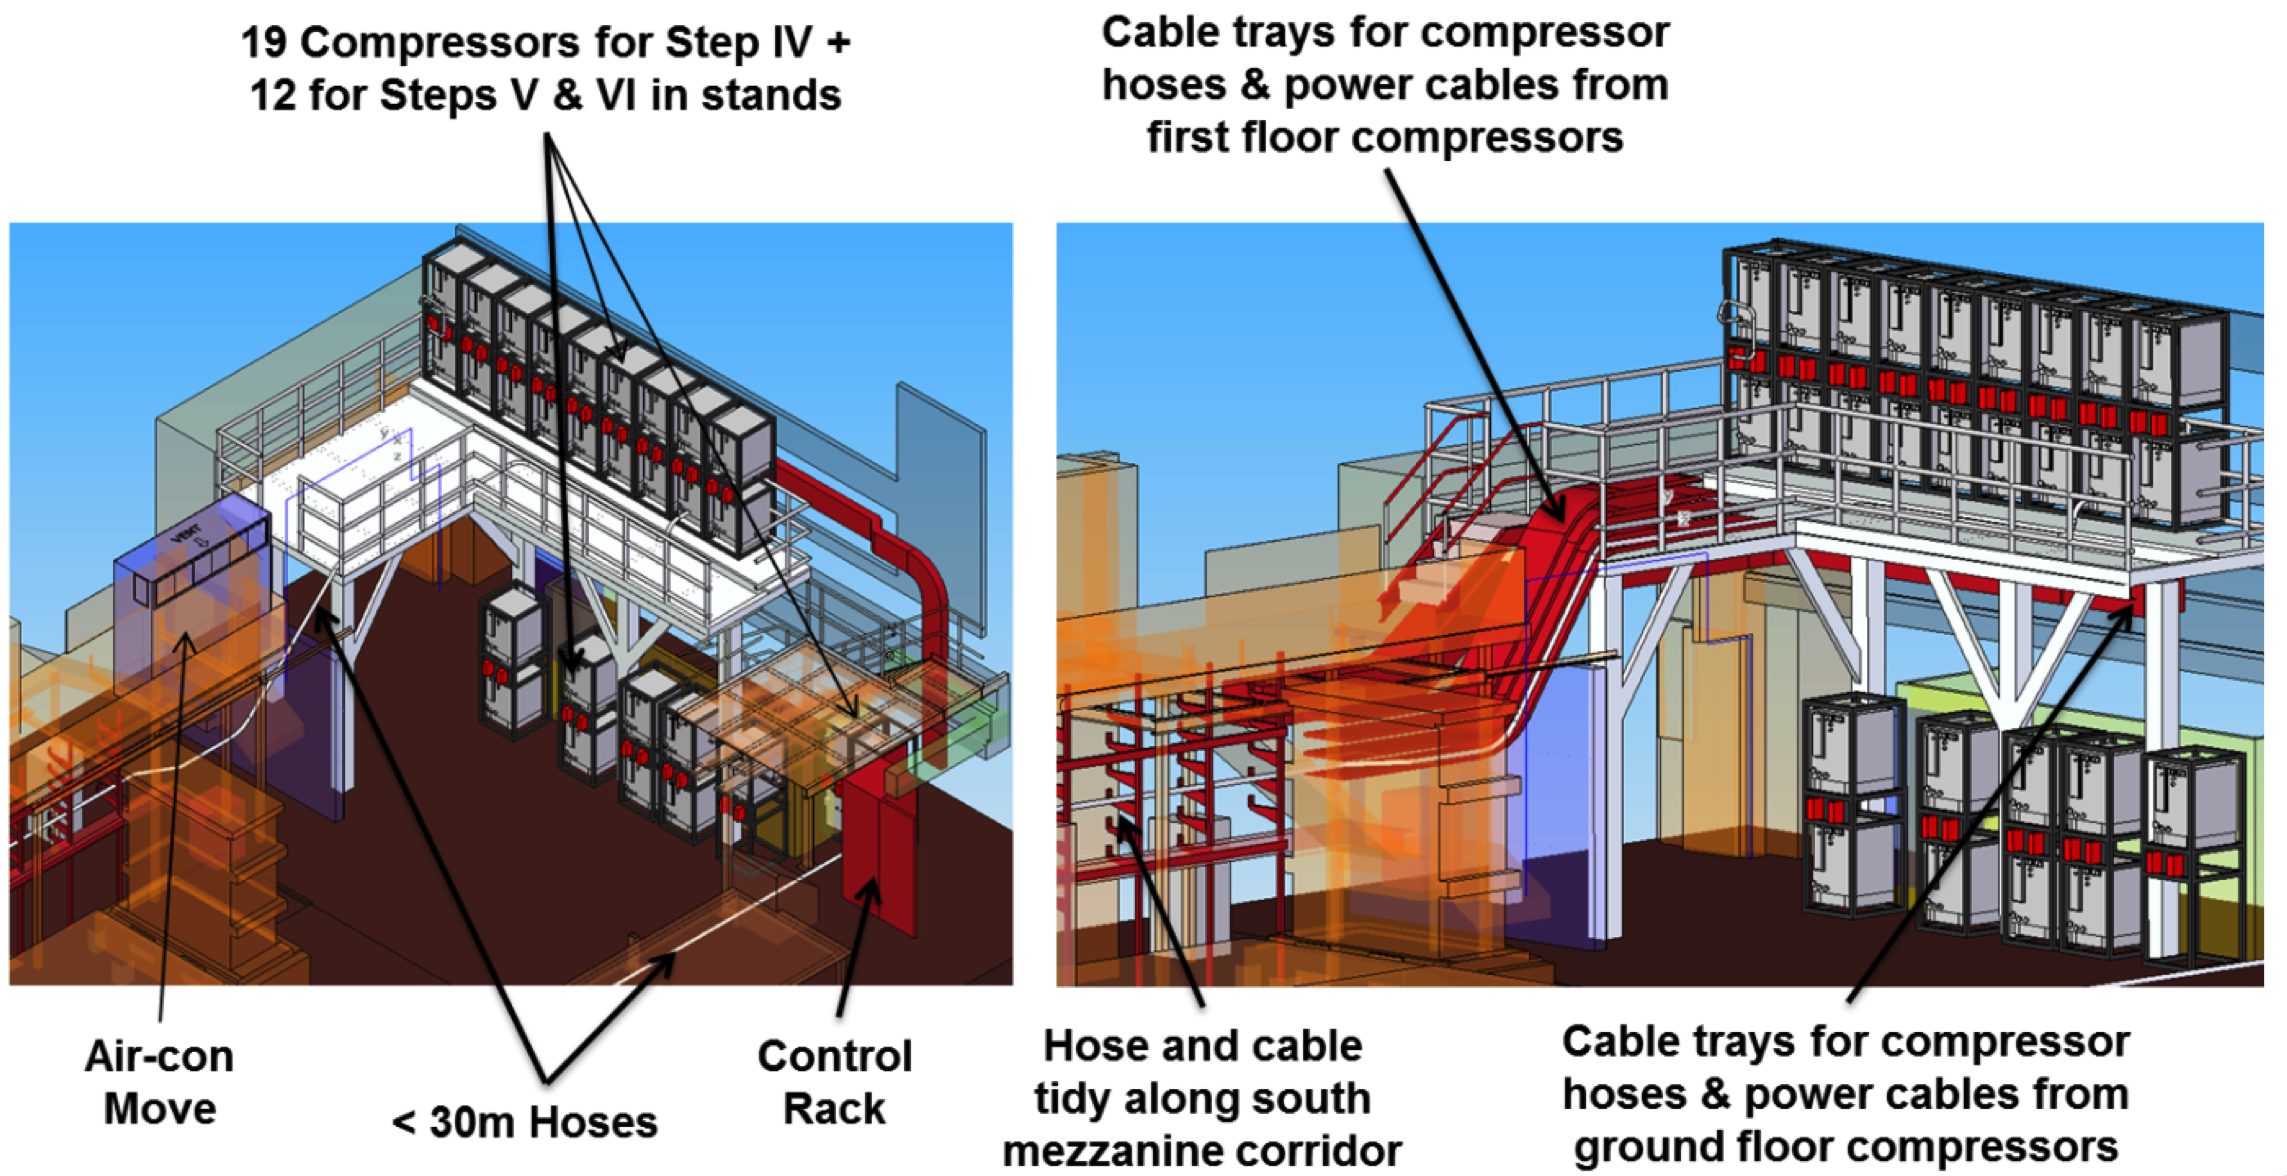 19 Compressors for Step IV +
12 for Steps V & VI in stands
Cable trays for compressor
hoses & power cables from
first floor compressors
VENT
y x
z
Air-con
Move
< 30m Hoses
Control
Rack
Hose and cable
tidy along south
mezzanine corridor
Cable trays for compressor
hoses & power cables from
ground floor compressors